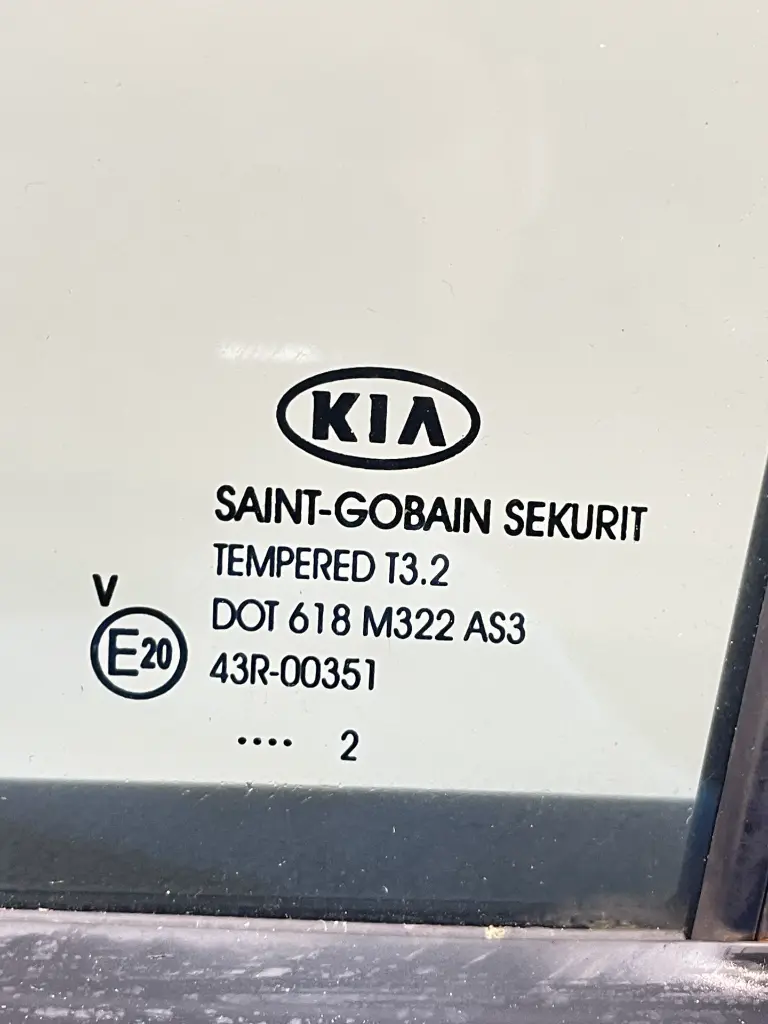 KIA
SAINT-GOBAIN SEKURIT
TEMPERED T3.2
V
DOT 618 M322 AS3
E20
43R-00351
.... 2